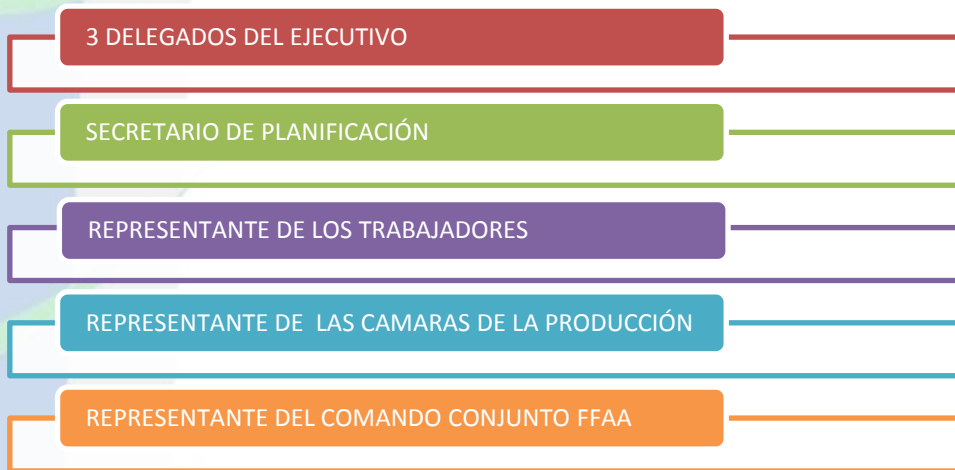 3 DELEGADOS DEL EJECUTIVO
SECRETARIO DE PLANIFICACIÓN
REPRESENTANTE DE LOS TRABAJADORES
REPRESENTANTE DE LAS CAMARAS DE LA PRODUCCIÓN
REPRESENTANTE DEL COMANDO CONJUNTO FFAA